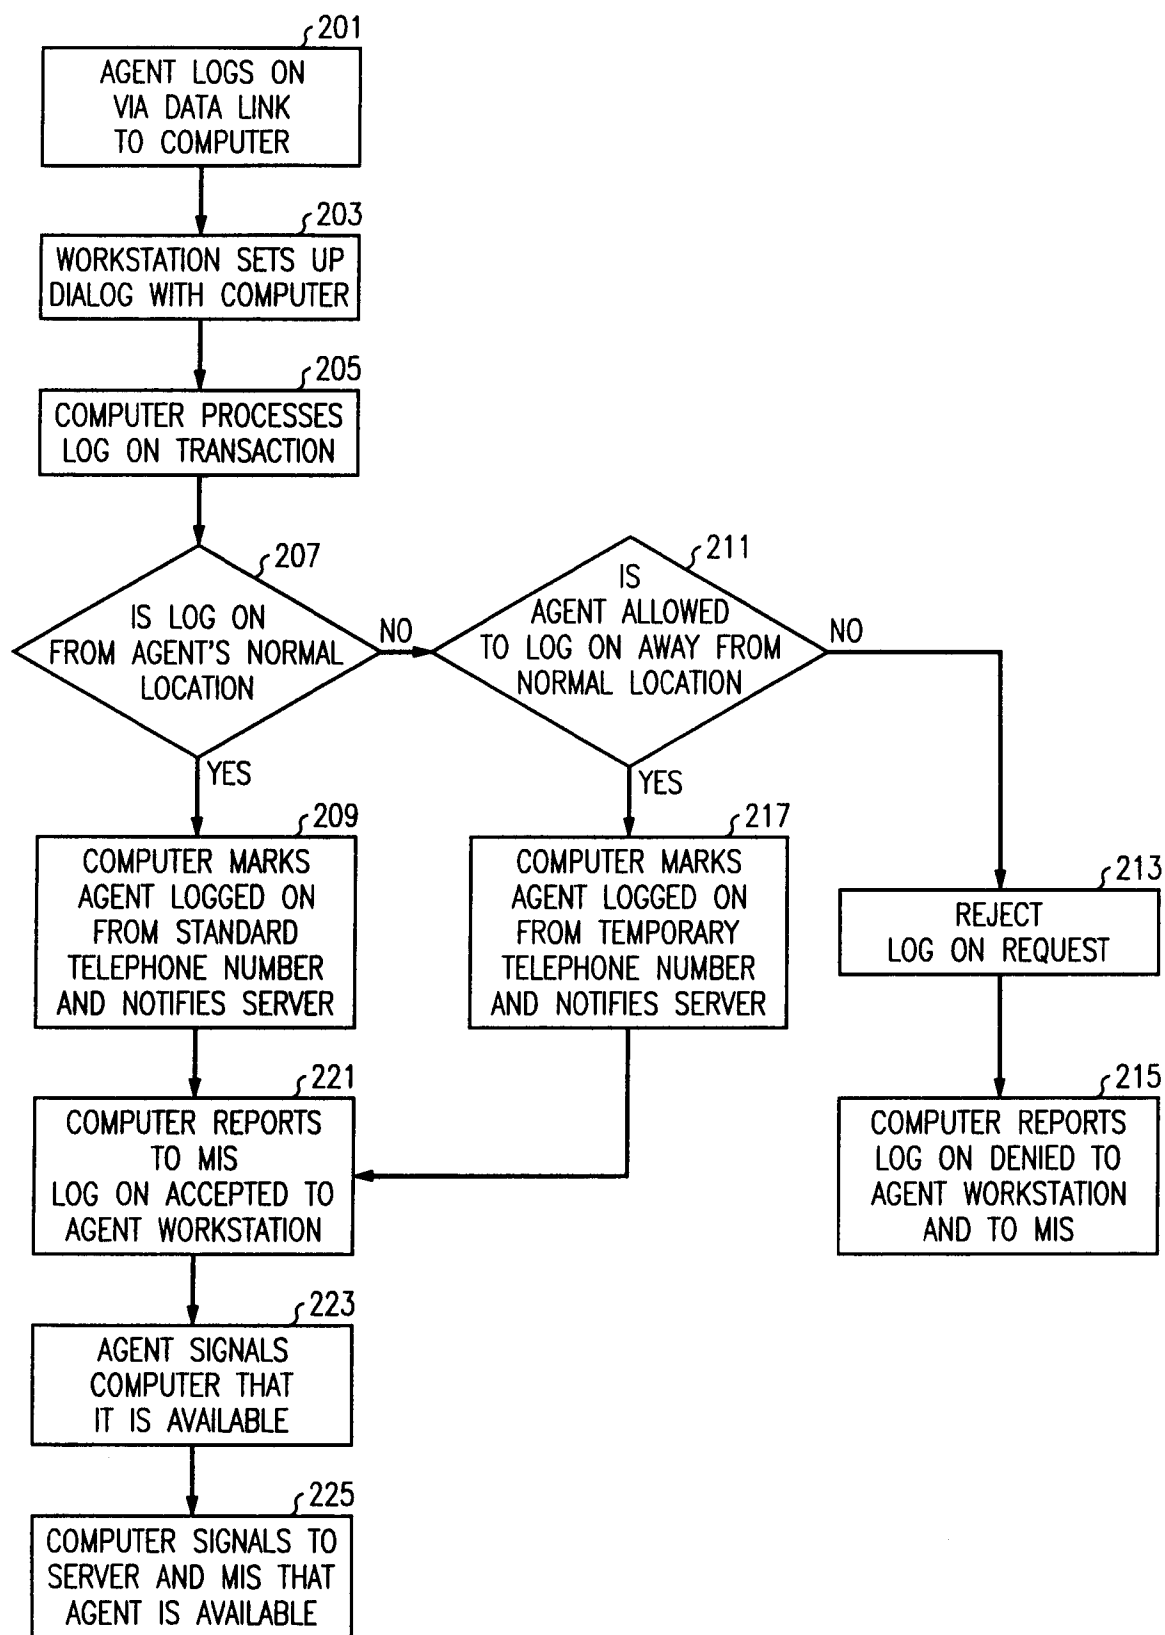 201
AGENT LOGS ON
VIA DATA LINK
TO COMPUTER
203
WORKSTATION SETS UP
DIALOG WITH COMPUTER
205
COMPUTER PROCESSES
LOG ON TRANSACTION
207
IS LOG ON
FROM AGENT'S NORMAL
LOCATION
NO
YES
211
IS
AGENT ALLOWED
TO LOG ON AWAY FROM
NORMAL LOCATION
NO
YES
209
COMPUTER MARKS
AGENT LOGGED ON
FROM STANDARD
TELEPHONE NUMBER
AND NOTIFIES SERVER
217
COMPUTER MARKS
AGENT LOGGED ON
FROM TEMPORARY
TELEPHONE NUMBER
AND NOTIFIES SERVER
213
REJECT
LOG ON REQUEST
221
COMPUTER REPORTS
TO MIS
LOG ON ACCEPTED TO
AGENT WORKSTATION
215
COMPUTER REPORTS
LOG ON DENIED TO
AGENT WORKSTATION
AND TO MIS
223
AGENT SIGNALS
COMPUTER THAT
IT IS AVAILABLE
225
COMPUTER SIGNALS TO
SERVER AND MIS THAT
AGENT IS AVAILABLE